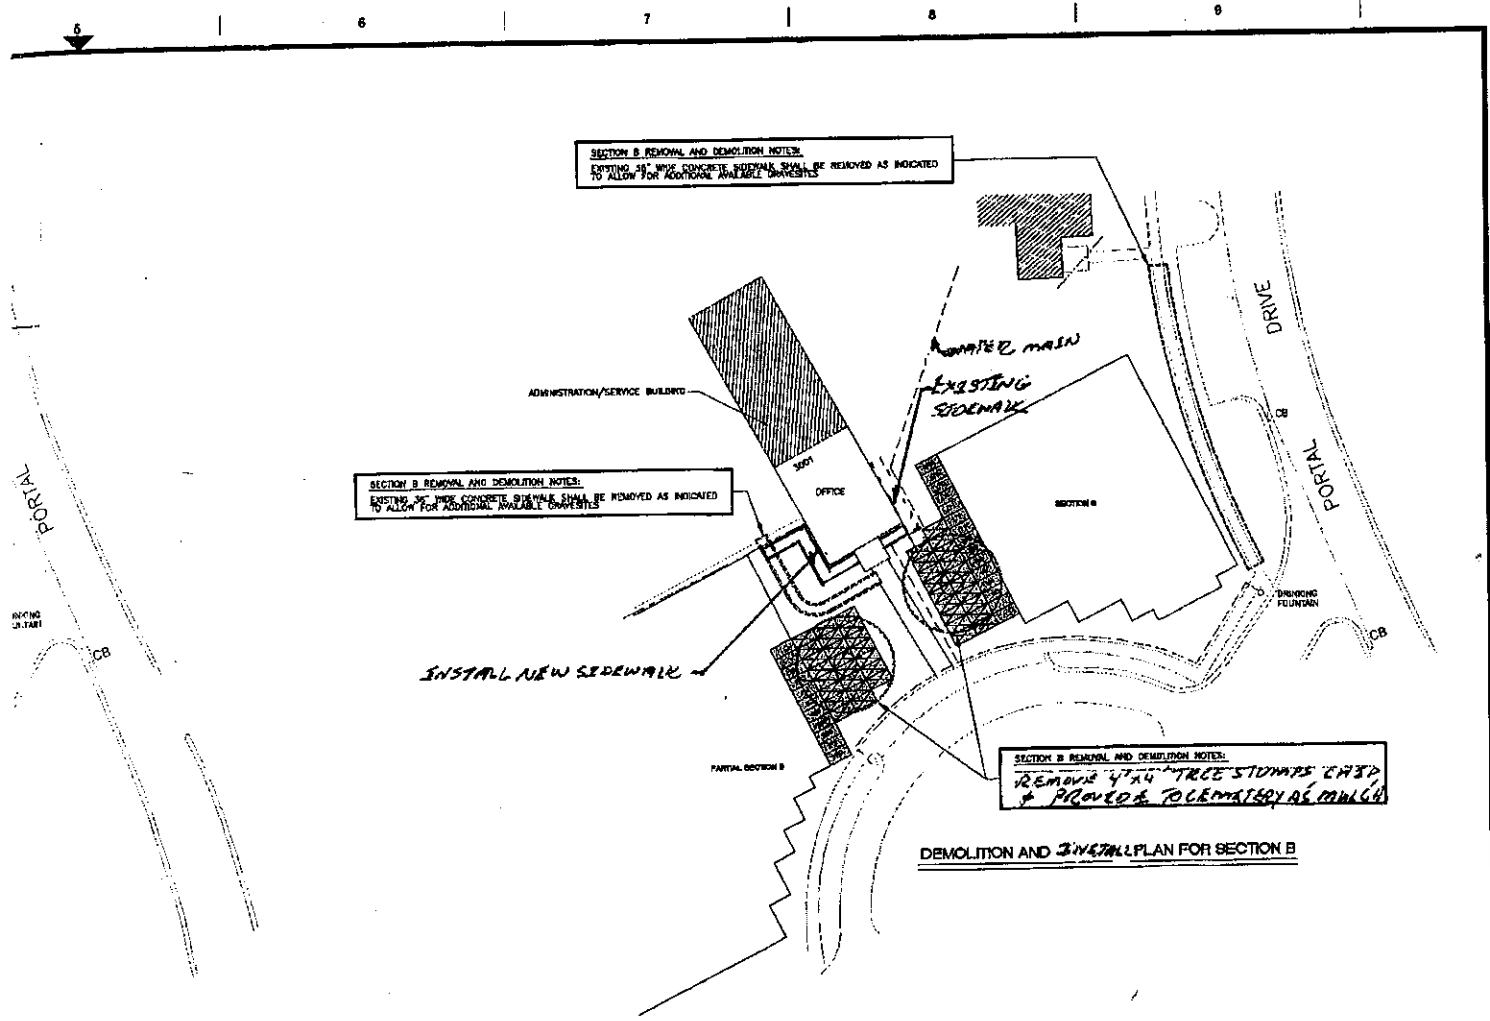 5
6
7
8
9
SECTION B REMOVAL AND DEMOLITION NOTES:
EXISTING 36" WIDE CONCRETE SIDEWALK SHALL BE REMOVED AS INDICATED
TO ALLOW FOR ADDITIONAL AVAILABLE GRAVESITES
DRIVE
PORTAL
WATER MAIN
EXISTING
SIDEWALK
ADMINISTRATION/SERVICE BUILDING
3001
OFFICE
CB
SECTION B
SECTION B REMOVAL AND DEMOLITION NOTES:
EXISTING 36" WIDE CONCRETE SIDEWALK SHALL BE REMOVED AS INDICATED
TO ALLOW FOR ADDITIONAL AVAILABLE GRAVESITES
PORTAL
DRINKING
FOUNTAIN
CB
CB
INSTALL NEW SIDEWALK
PARTIAL SECTION B
SECTION B REMOVAL AND DEMOLITION NOTES:
REMOVE 4'x4' TREE STUMPS
& PROVIDE TO CEMETERY AS MULCH
DEMOLITION AND INSTALL PLAN FOR SECTION B